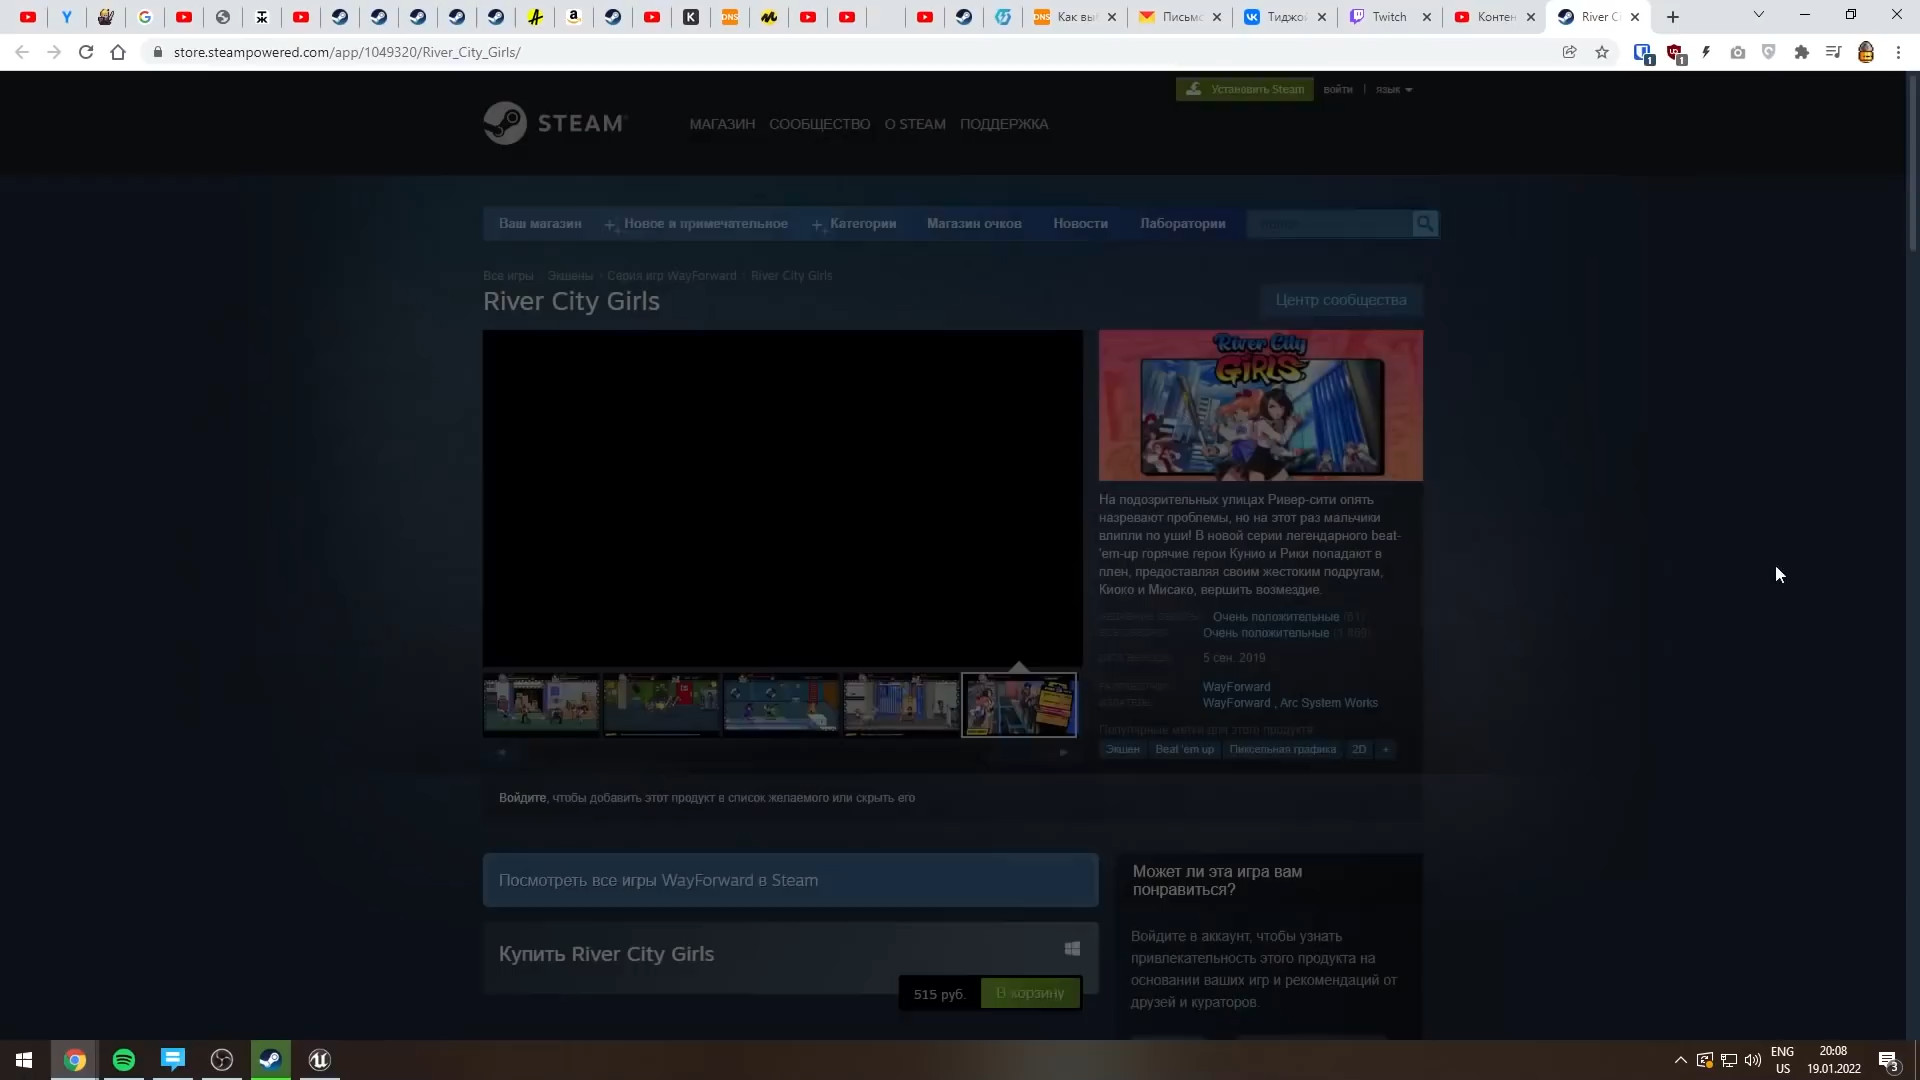 Как вы
Письмо
Тиджо
Twitch
Контен
River C
store.steampowered.com/app/1049320/River_City_Girls/
Установить Steam
войти | язык
STEAM
МАГАЗИН СООБЩЕСТВО О STEAM ПОДДЕРЖКА
Ваш магазин Новое и примечательное Категории Магазин очков Новости Лаборатории
Все игры > Экшены > Серия игр WayForward > River City Girls
River City Girls
Центр сообщества
River City
GIRLS
На подозрительных улицах Ривер-сити опять
назревают проблемы, но на этот раз мальчики
влипли по уши! В новой серии легендарного beat-
'em-up горячие герои Кунио и Рики попадают в
плен, предоставляя своим жестоким подругам,
Киоко и Мисако, вершить возмездие.
Очень положительные
Очень положительные
5 сен. 2019
WayForward
WayForward , Arc System Works
Популярные метки для этого продукта:
Экшен Beat 'em up Пиксельная графика 2D +
Войдите, чтобы добавить этот продукт в список желаемого или скрыть его
Посмотреть все игры WayForward в Steam
Купить River City Girls
515 руб.
В корзину
Может ли эта игра вам
понравиться?
Войдите в аккаунт, чтобы узнать
привлекательность этого продукта на
основании ваших игр и рекомендаций от
друзей и кураторов.
ENG
US
20:08
19.01.2022
3